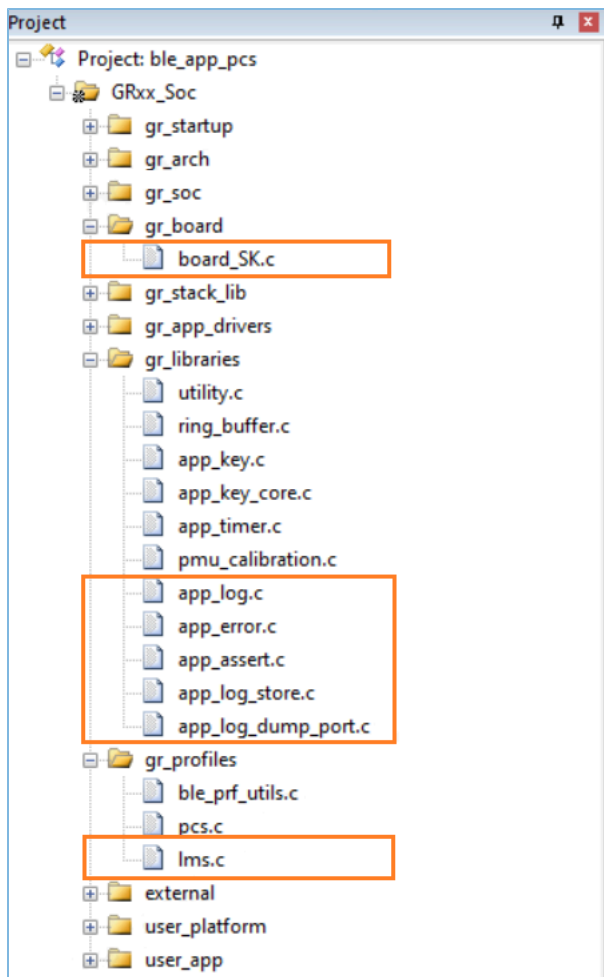 Project
Project: ble_app_pcs
GRxx_Soc
gr_startup
gr_arch
gr_soc
gr_board
board_SK.c
gr_stack_lib
gr_app_drivers
gr_libraries
utility.c
ring_buffer.c
app_key.c
app_key_core.c
app_timer.c
pmu_calibration.c
app_log.c
app_error.c
app_assert.c
app_log_store.c
app_log_dump_port.c
gr_profiles
ble_prf_utils.c
pcs.c
lms.c
external
user_platform
user_app